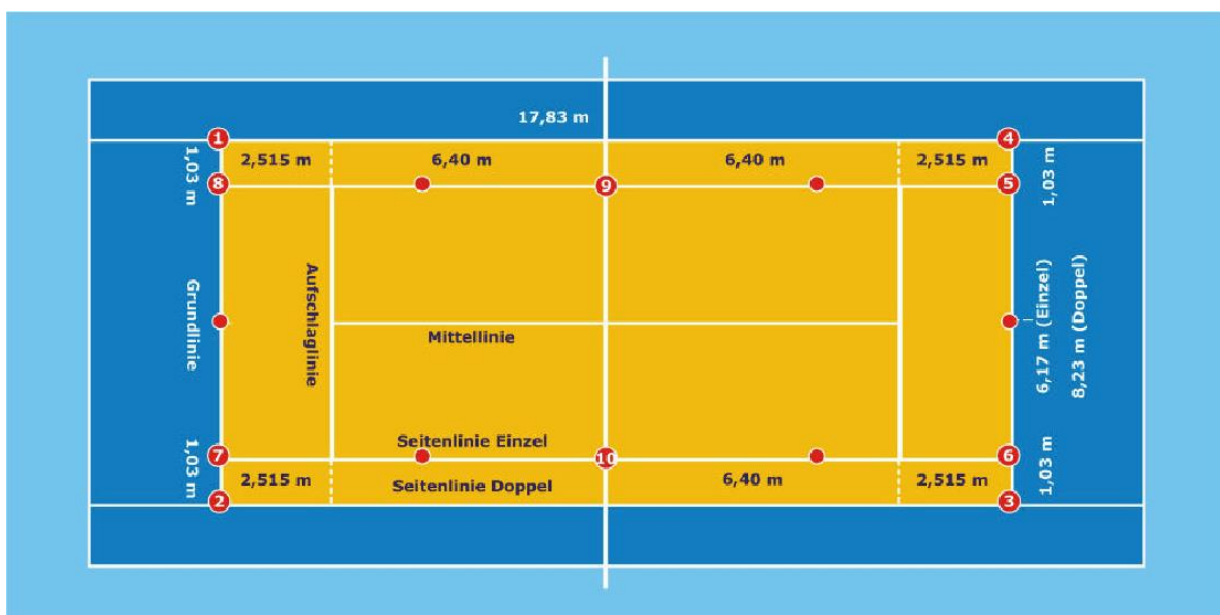 17,83 m
1
4
1,03 m
2,515 m
6,40 m
6,40 m
2,515 m
1,03 m
8
9
5
Grundlinie
Aufschlaglinie
Mittellinie
6,17 m (Einzel)
8,23 m (Doppel)
Seitenlinie Einzel
7
10
6
1,03 m
2,515 m
Seitenlinie Doppel
6,40 m
2,515 m
1,03 m
2
3